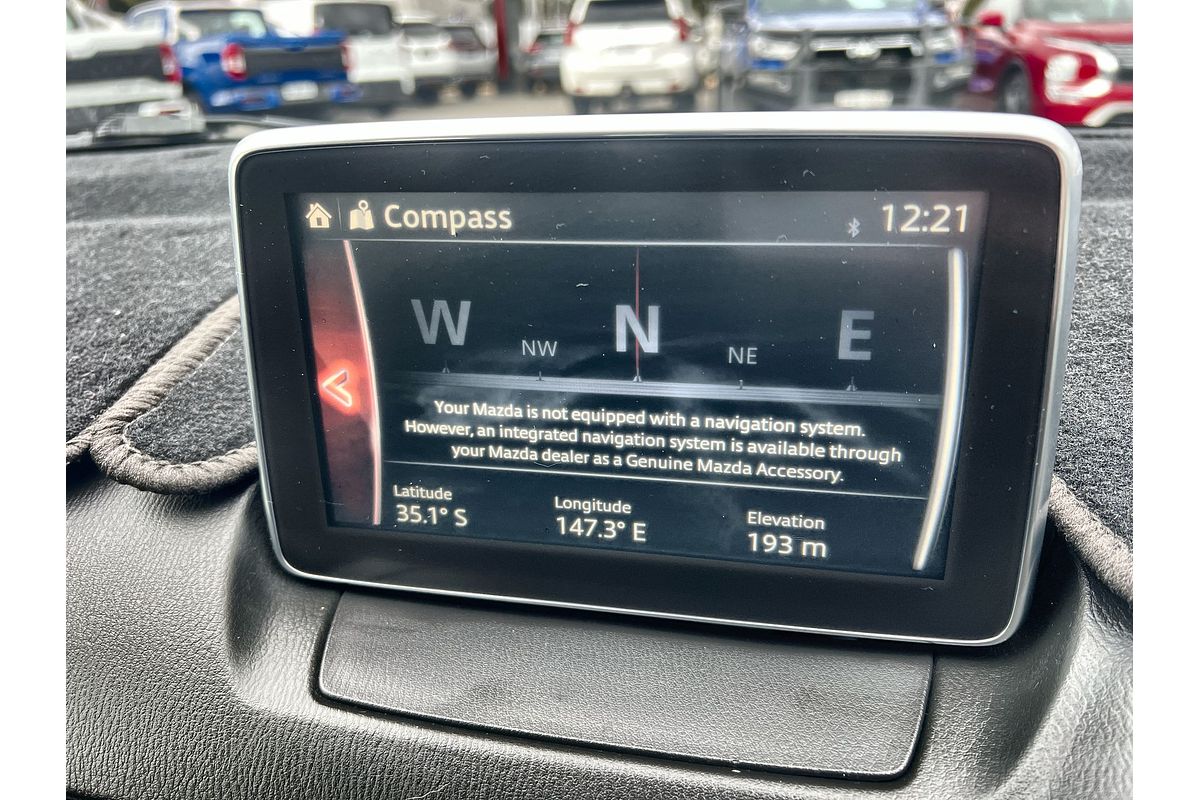 Compass 12:21
W NW N NE E
Your Mazda is not equipped with a navigation system.
However, an integrated navigation system is available through
your Mazda dealer as a Genuine Mazda Accessory.
Latitude Longitude Elevation
35.1° S 147.3° E 193 m